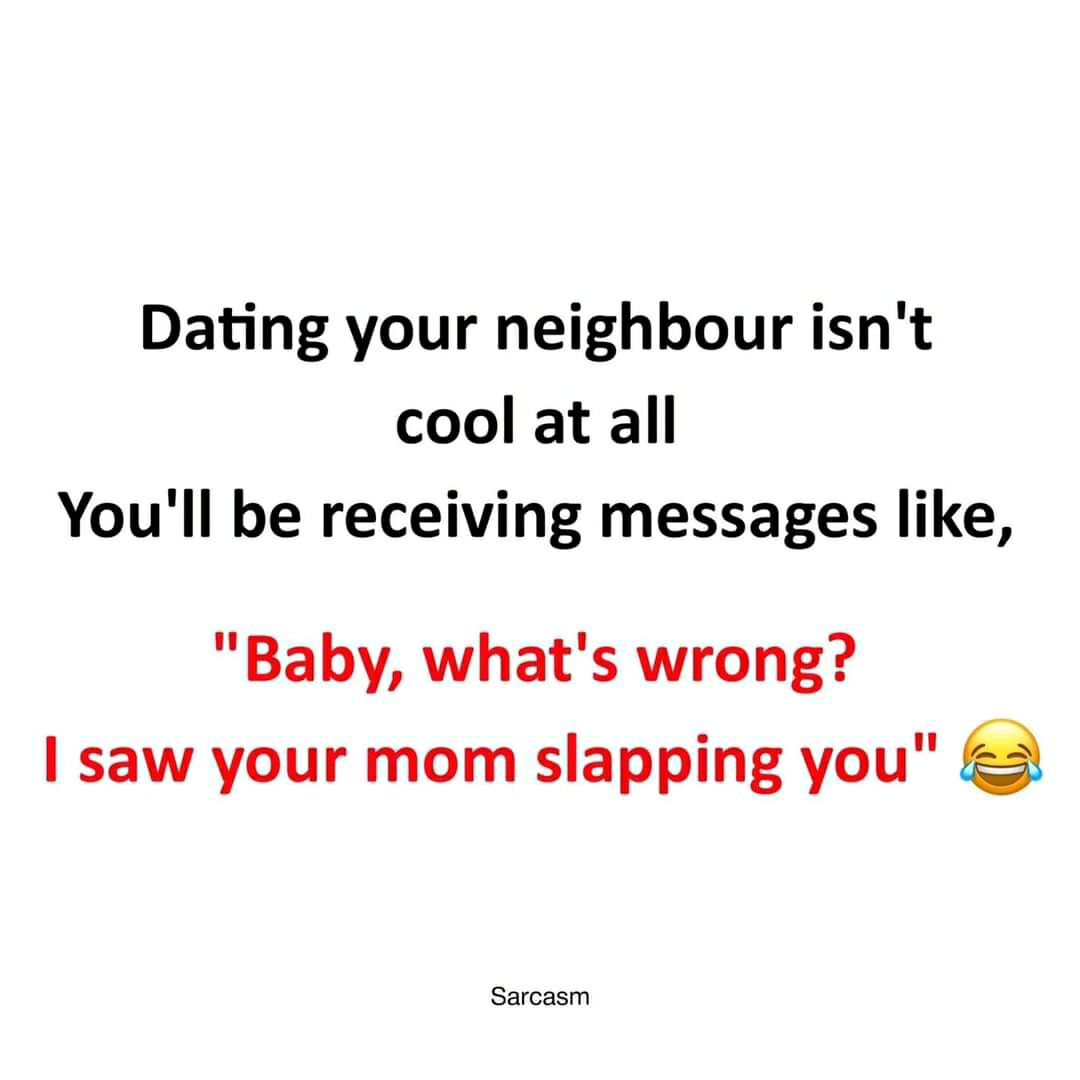 Dating your neighbour isn't
cool at all
You'll be receiving messages like,
"Baby, what's wrong?
I saw your mom slapping you" 😂
Sarcasm